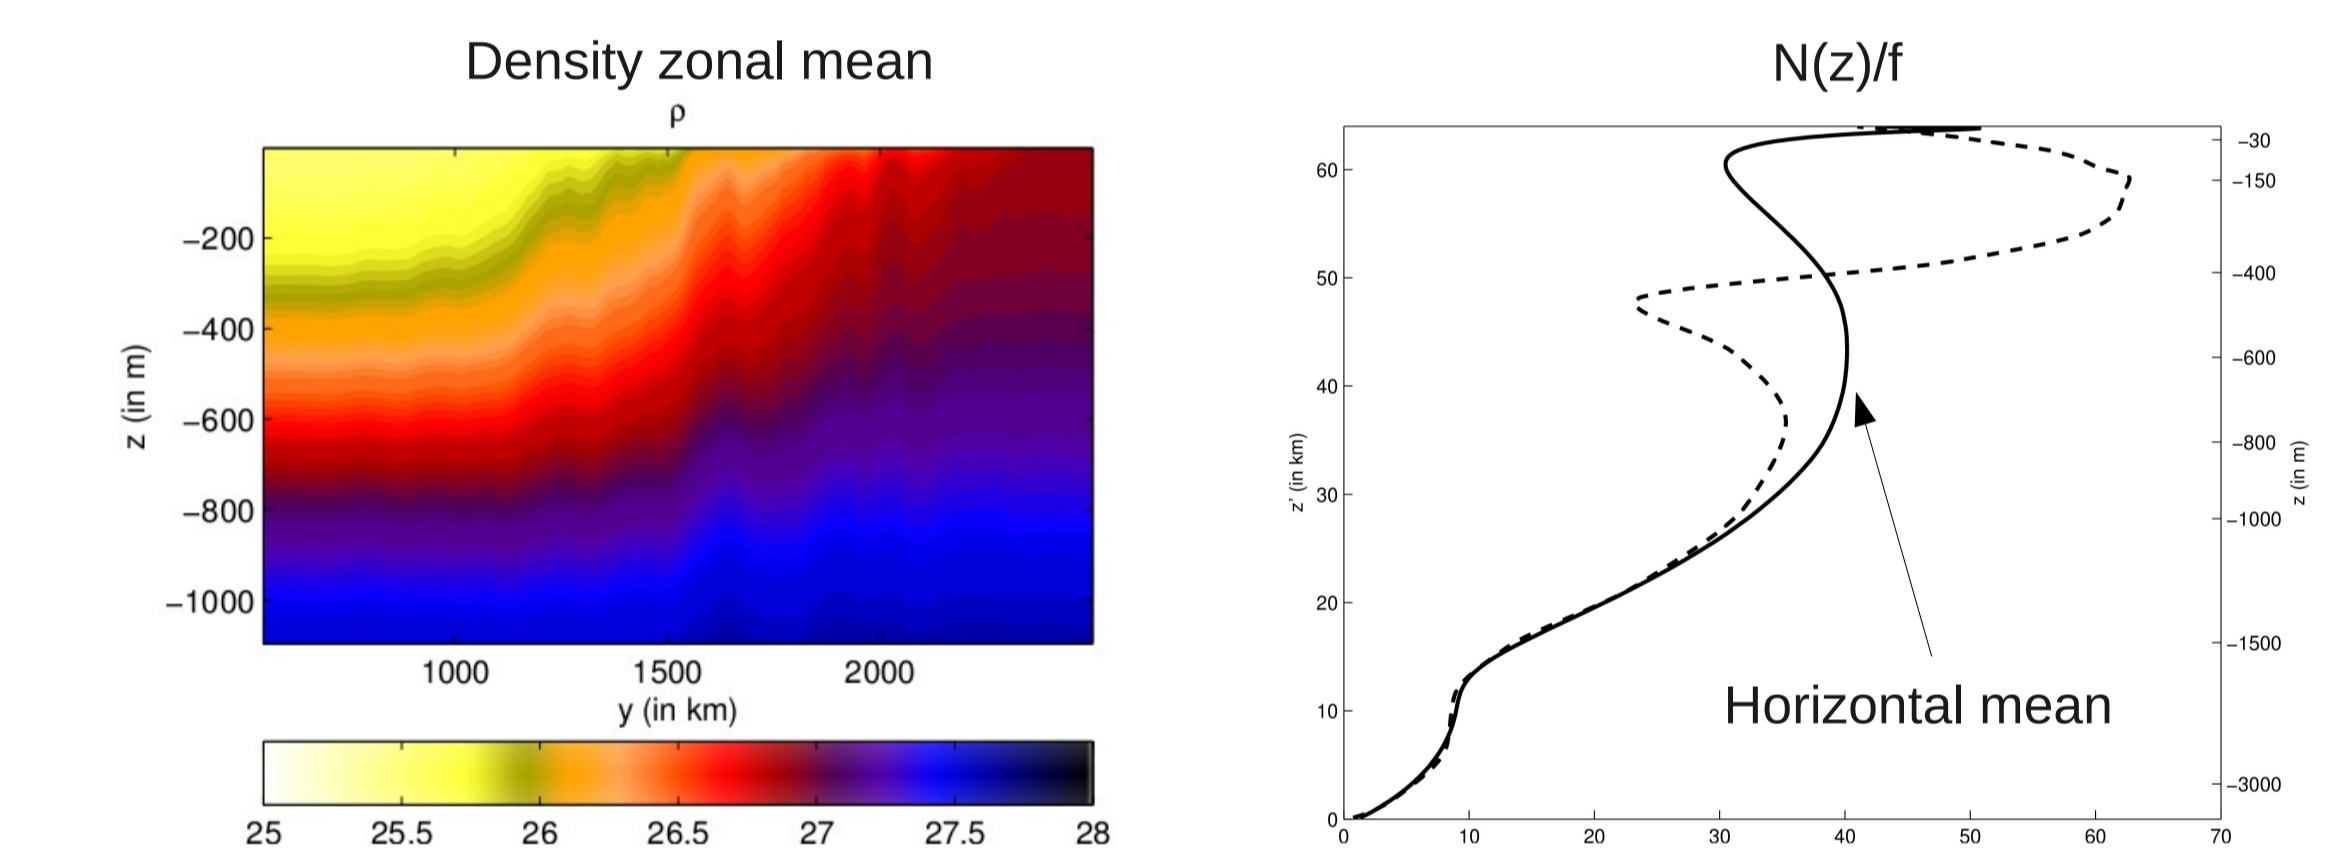 Density zonal mean
ρ
−200
−400
−600
−800
−1000
z (in m)
1000 1500 2000
y (in km)
25 25.5 26 26.5 27 27.5 28
N(z)/f
60
50
40
30
20
10
0
z' (in km)
−30
−150
−400
−600
−800
−1000
−1500
−3000
z (in m)
Horizontal mean
0 10 20 30 40 50 60 70